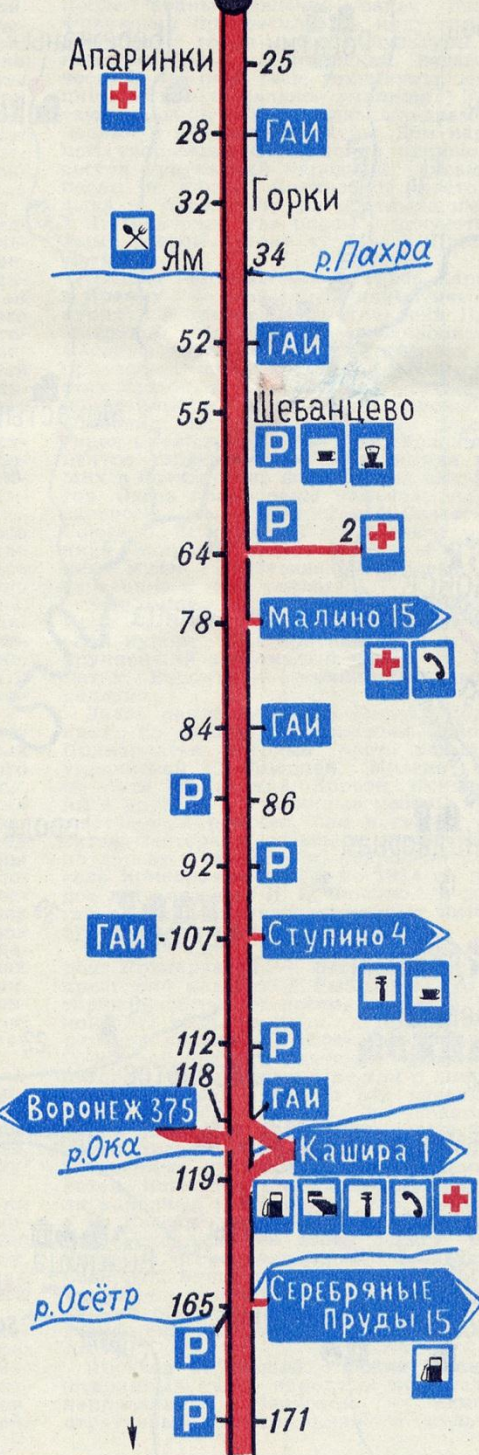 Апаринки 25
28 ГАИ
32 Горки
Ям 34 р.Пахра
52 ГАИ
55 Шебанцево
P
P 2
64
78 Малино 15
84 ГАИ
P 86
92 P
ГАИ 107 Ступино 4
112 P
118 ГАИ
Воронеж 375
р.Ока Кашира 1
119
р.Осётр 165 Серебряные
Пруды 15
P
P 171